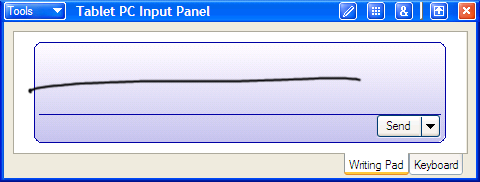 Tools Tablet PC Input Panel &
Send
Writing Pad Keyboard